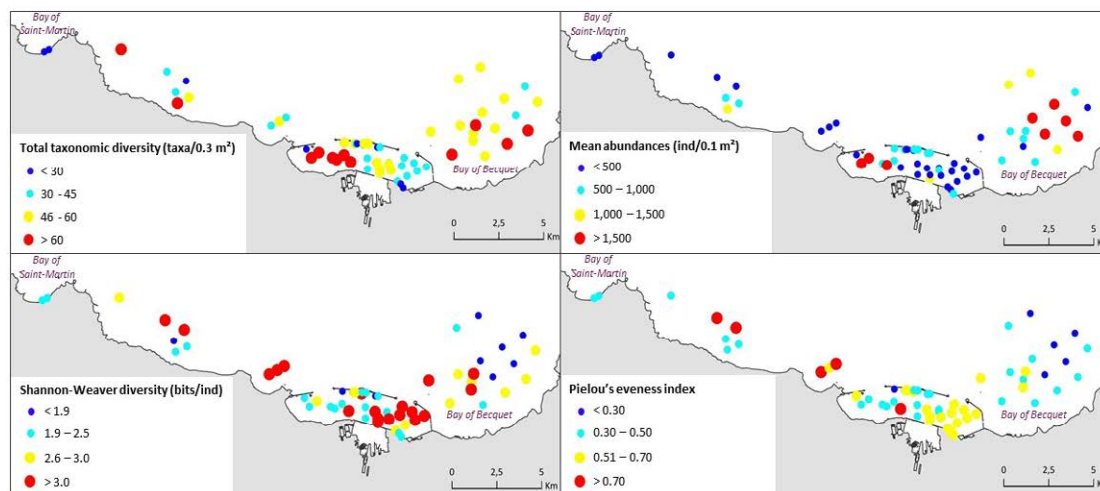 Bay of
Saint-Martin
Total taxonomic diversity (taxa/0.3 m²)
< 30
30 - 45
46 - 60
> 60
Bay of Becquet
0 2,5 5
Km
Bay of
Saint-Martin
Mean abundances (ind/0.1 m²)
< 500
500 – 1,000
1,000 – 1,500
> 1,500
Bay of Becquet
0 2,5 5
Km
Bay of
Saint-Martin
Shannon-Weaver diversity (bits/ind)
< 1.9
1.9 – 2.5
2.6 – 3.0
> 3.0
Bay of Becquet
0 2,5 5
Km
Bay of
Saint-Martin
Pielou's eveness index
< 0.30
0.30 - 0.50
0.51 - 0.70
> 0.70
Bay of Becquet
0 2,5 5
Km